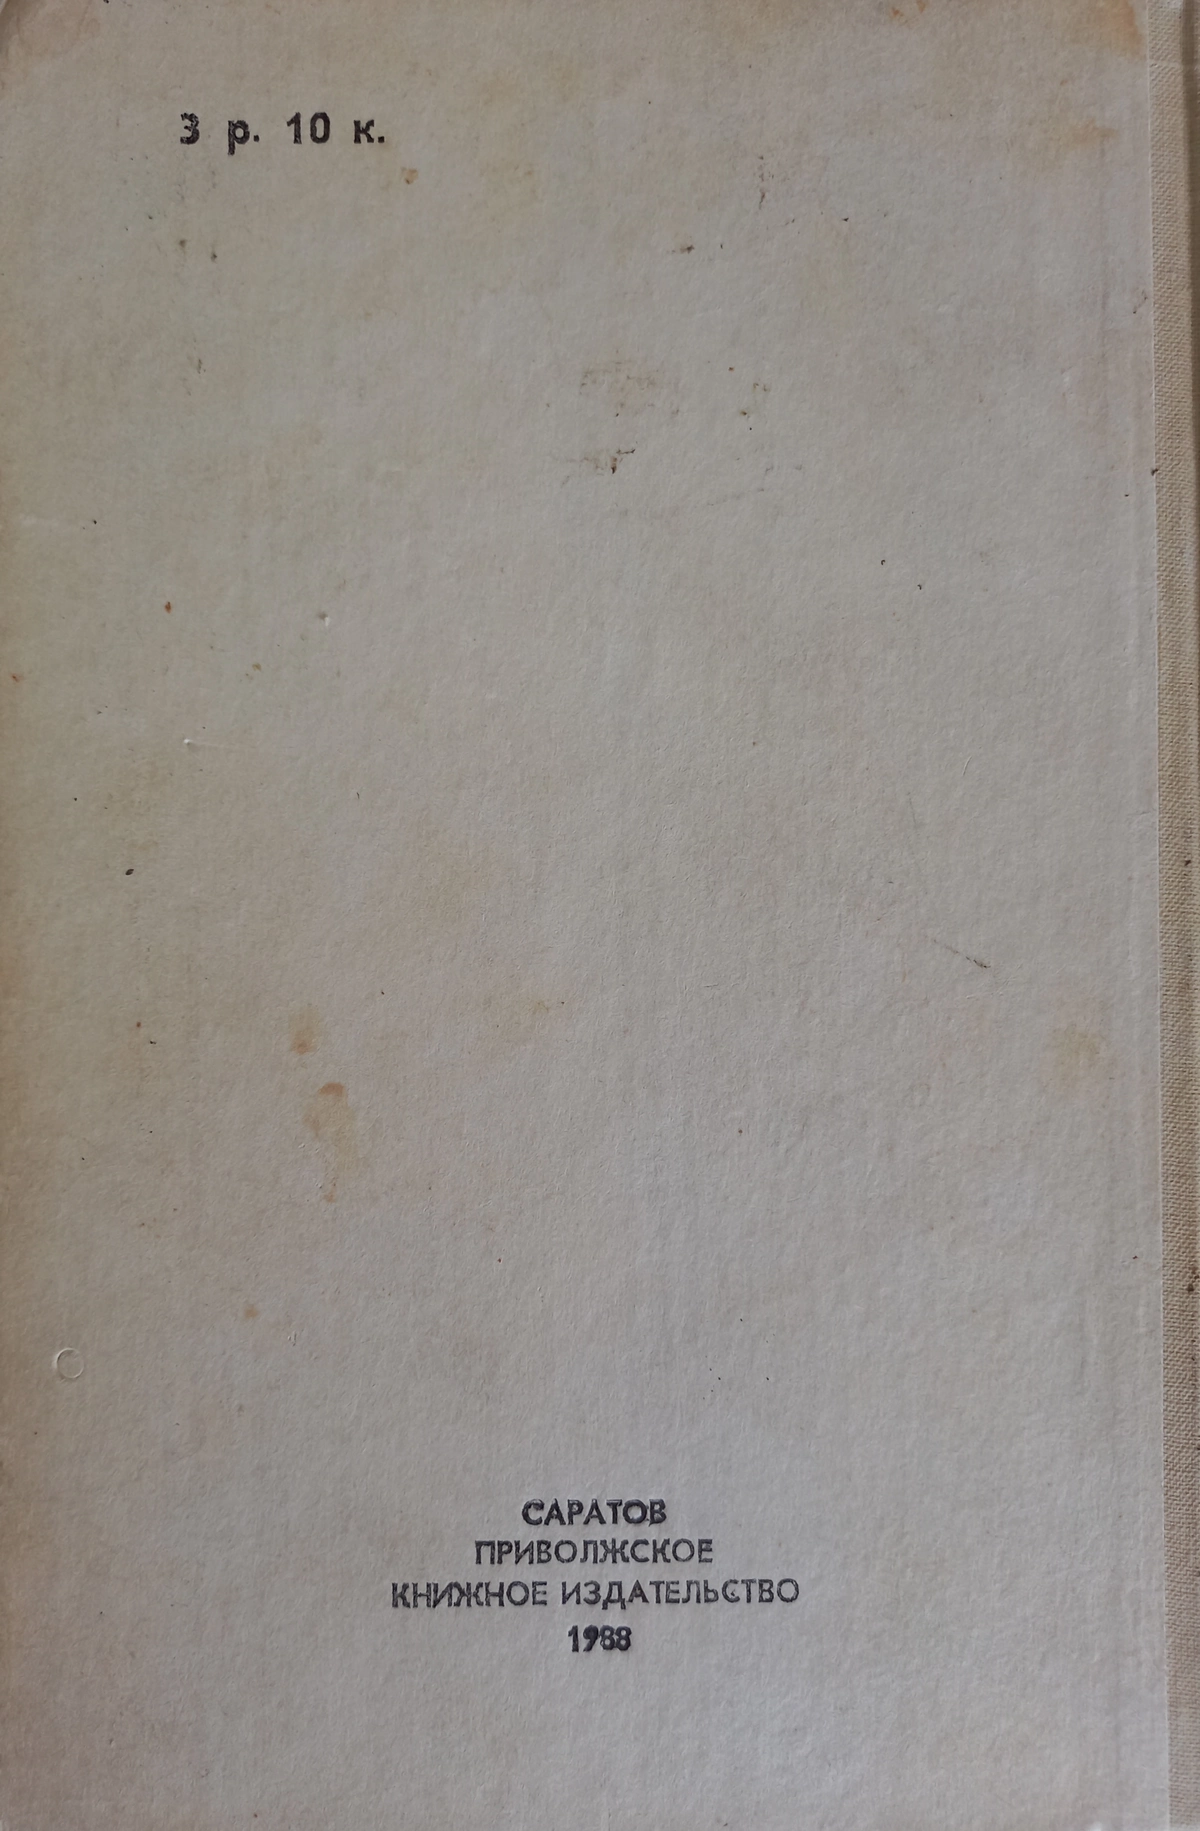 3 р. 10 к.
САРАТОВ
ПРИВОЛЖСКОЕ
КНИЖНОЕ ИЗДАТЕЛЬСТВО
1988